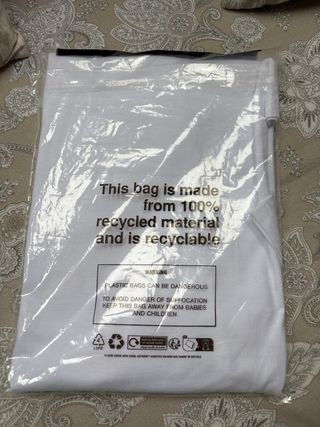 This bag is made
from 100%
recycled material
and is recyclable
WARNING
PLASTIC BAGS CAN BE DANGEROUS
TO AVOID DANGER OF SUFFOCATION
KEEP THIS BAG AWAY FROM BABIES
AND CHILDREN